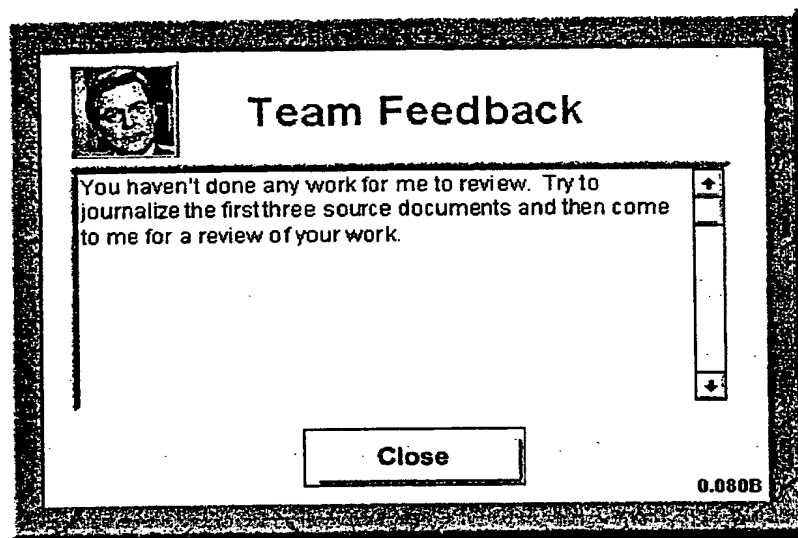 Team Feedback
You haven't done any work for me to review. Try to
journalize the first three source documents and then come
to me for a review of your work.
Close
0.080B